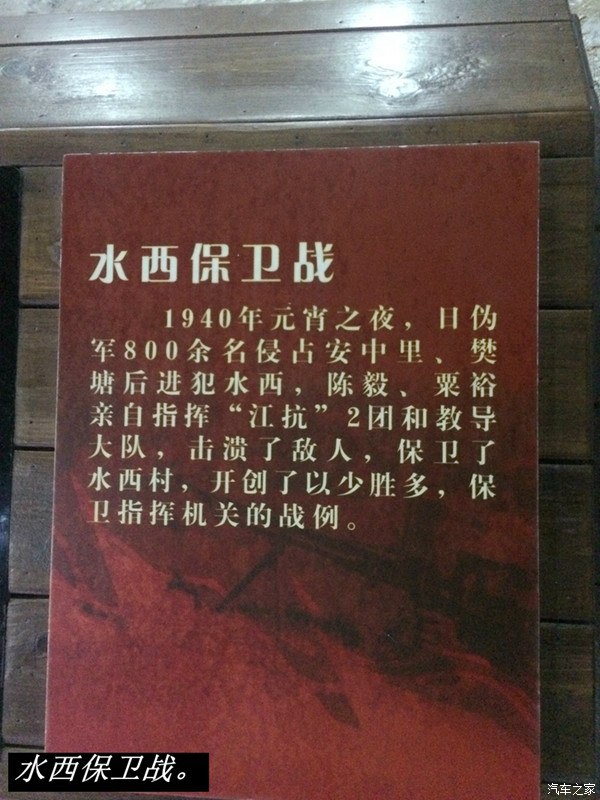 水西保卫战
1940年元宵之夜，日伪
军800余名侵占安中里、樊
塘后进犯水西，陈毅、粟裕
亲自指挥“江抗”2团和教导
大队，击溃了敌人，保卫了
水西村，开创了以少胜多，保
卫指挥机关的战例。
水西保卫战。
汽车之家